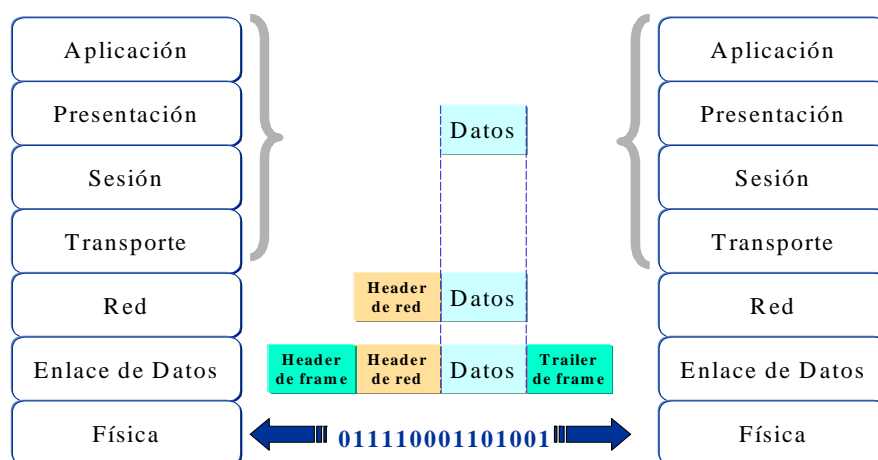 Aplicación
Presentación
Sesión
Transporte
Red
Enlace de Datos
Física
Datos
Header
de red
Datos
Header
de frame
Header
de red
Datos
Trailer
de frame
011110001101001
Aplicación
Presentación
Sesión
Transporte
Red
Enlace de Datos
Física